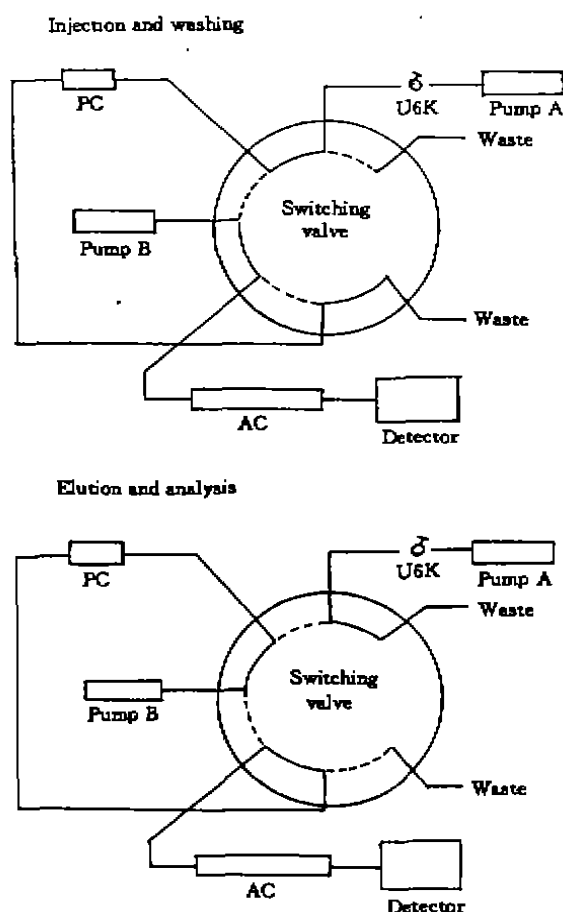 Injection and washing
PC
U6K
Pump A
Waste
Switching
valve
Pump B
Waste
AC
Detector
Elution and analysis
PC
U6K
Pump A
Waste
Switching
valve
Pump B
Waste
AC
Detector